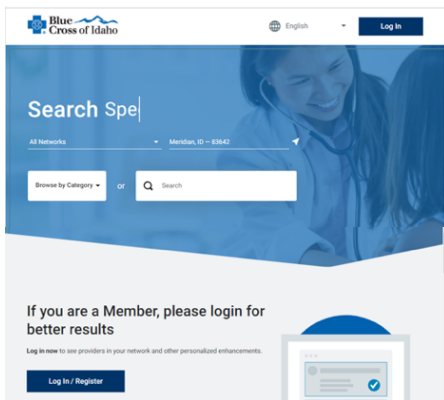 Blue
Cross of Idaho
English
Log In
Search Spe
All Networks
Meridian, ID – 83642
Browse by Category
or
Search
If you are a Member, please login for
better results
Log in now to see providers in your network and other personalized enhancements.
Log In / Register